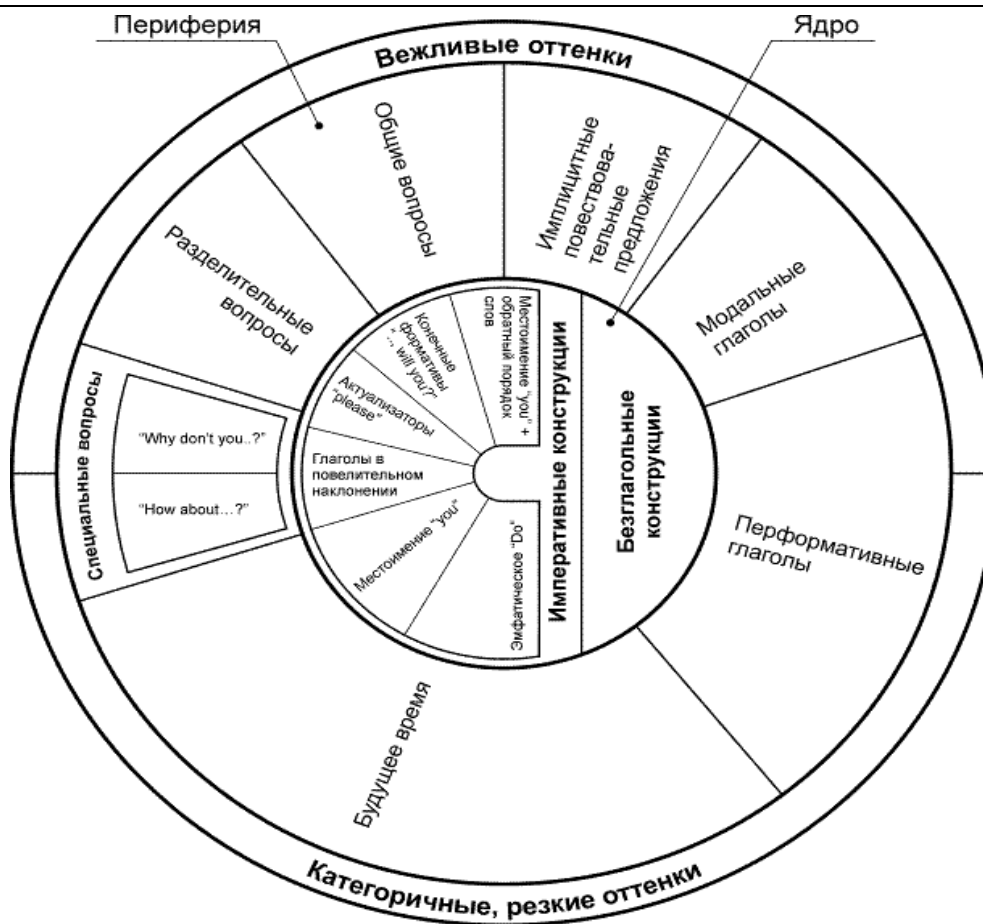 Периферия
Ядро
Вежливые оттенки
Общие вопросы
Имплицитные
повествова-
тельные
предложения
Разделительные
вопросы
Модальные
глаголы
Специальные вопросы
“Why don't you..?”
“How about...?”
Местоимение “you” +
обратный порядок
слов
Конечные
формативы
“... will you?”
Актуализаторы
“please”
Глаголы в
повелительном
наклонении
Местоимение “you”
Эмфатическое “Do”
Императивные конструкции
Безглагольные
конструкции
Перформативные
глаголы
Будущее время
Категоричные, резкие оттенки